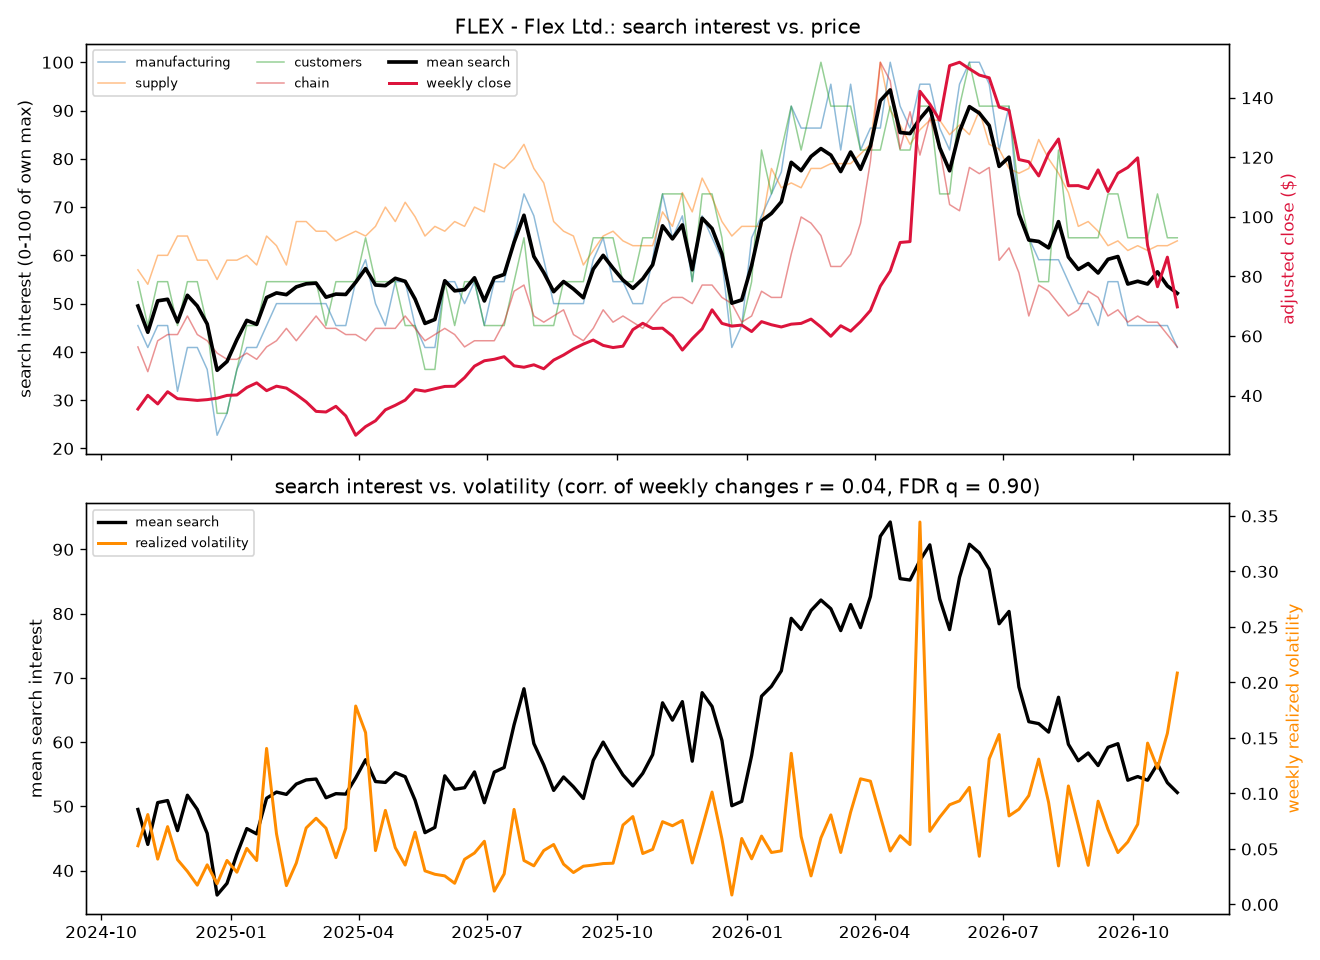 FLEX - Flex Ltd.: search interest vs. price
manufacturing
supply
customers
chain
mean search
weekly close
search interest (0-100 of own max)
100
90
80
70
60
50
40
30
20
140
120
100
80
60
40
adjusted close ($)
search interest vs. volatility (corr. of weekly changes r = 0.04, FDR q = 0.90)
mean search
realized volatility
mean search interest
90
80
70
60
50
40
0.35
0.30
0.25
0.20
0.15
0.10
0.05
0.00
weekly realized volatility
2024-10
2025-01
2025-04
2025-07
2025-10
2026-01
2026-04
2026-07
2026-10